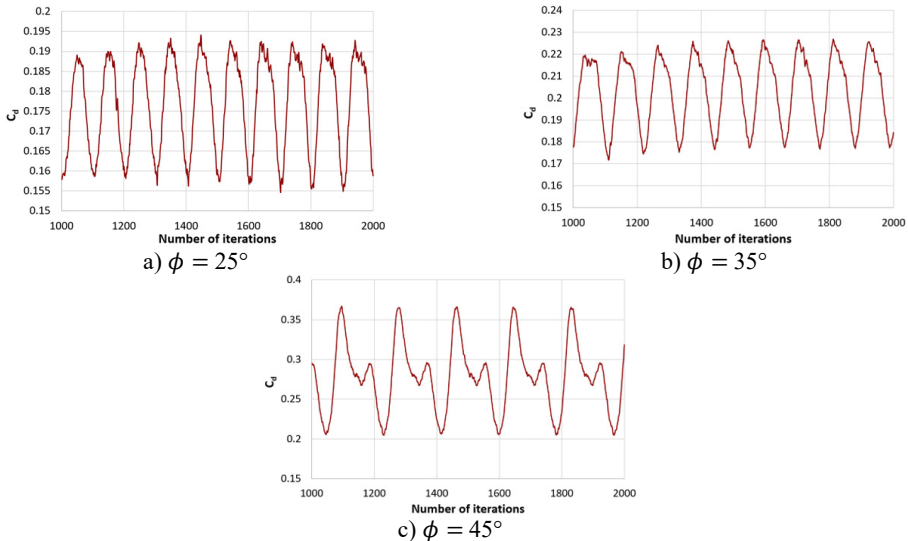 0.2
0.195
0.19
0.185
0.18
0.175
0.17
0.165
0.16
0.155
0.15
C_d
1000 1200 1400 1600 1800 2000
Number of iterations
a) ϕ = 25°
0.24
0.23
0.22
0.21
0.2
0.19
0.18
0.17
0.16
0.15
C_d
1000 1200 1400 1600 1800 2000
Number of iterations
b) ϕ = 35°
0.4
0.35
0.3
0.25
0.2
0.15
C_d
1000 1200 1400 1600 1800 2000
Number of iterations
c) ϕ = 45°